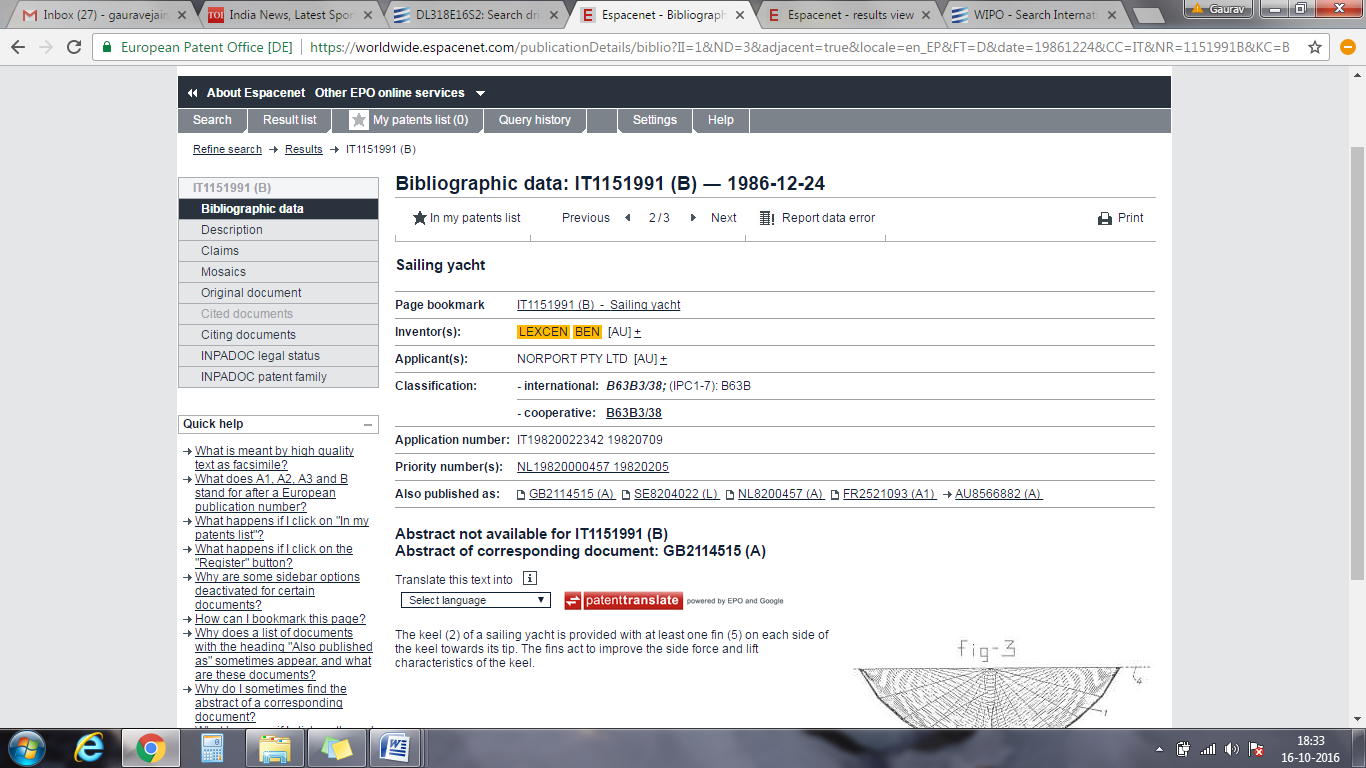 Inbox (27) - gauravejain
India News, Latest Spor
DL318E16S2: Search dn
Espacenet - Bibliograph
Espacenet - results view
WIPO - Search Internat
Gaurav
European Patent Office [DE]
https://worldwide.espacenet.com/publicationDetails/biblio?II=1&ND=3&adjacent=true&locale=en_EP&FT=D&date=19861224&CC=IT&NR=1151991B&KC=B
About Espacenet Other EPO online services
Search Result list My patents list (0) Query history Settings Help
Refine search → Results → IT1151991 (B)
IT1151991 (B)
Bibliographic data
Description
Claims
Mosaics
Original document
Cited documents
Citing documents
INPADOC legal status
INPADOC patent family
Quick help
→ What is meant by high quality
text as facsimile?
→ What does A1, A2, A3 and B
stand for after a European
publication number?
→ What happens if I click on "In my
patents list"?
→ What happens if I click on the
"Register" button?
→ Why are some sidebar options
deactivated for certain
documents?
→ How can I bookmark this page?
→ Why does a list of documents
with the heading "Also published
as" sometimes appear, and what
are these documents?
→ Why do I sometimes find the
abstract of a corresponding
document?
Bibliographic data: IT1151991 (B) — 1986-12-24
In my patents list Previous 2 / 3 Next Report data error Print
Sailing yacht
Page bookmark IT1151991 (B) - Sailing yacht
Inventor(s): LEXCEN BEN [AU] +
Applicant(s): NORPORT PTY LTD [AU] +
Classification: - international: B63B3/38; (IPC1-7): B63B
- cooperative: B63B3/38
Application number: IT19820022342 19820709
Priority number(s): NL19820000457 19820205
Also published as: GB2114515 (A) SE8204022 (L) NL8200457 (A) FR2521093 (A1) → AU8566882 (A)
Abstract not available for IT1151991 (B)
Abstract of corresponding document: GB2114515 (A)
Translate this text into i
Select language patenttranslate powered by EPO and Google
The keel (2) of a sailing yacht is provided with at least one fin (5) on each side of
the keel towards its tip. The fins act to improve the side force and lift
characteristics of the keel.
fig-3
4
1
18:33
16-10-2016